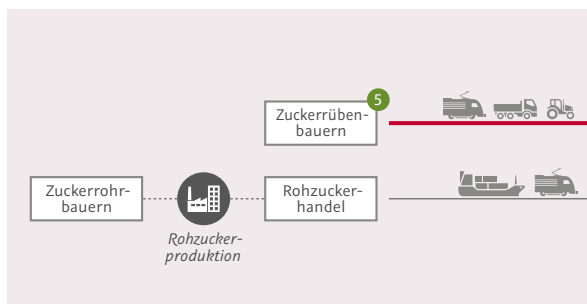 5
Zuckerrüben-
bauern
Zuckerrohr-
bauern
Rohzucker-
produktion
Rohzucker-
handel